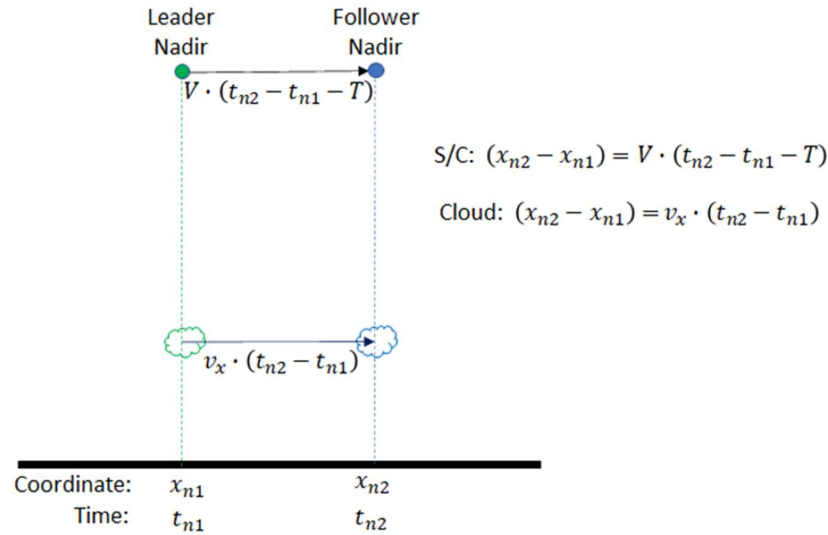 Leader Nadir
Follower Nadir
V · (tₙ₂ − tₙ₁ − T)
S/C: (xₙ₂ − xₙ₁) = V · (tₙ₂ − tₙ₁ − T)
Cloud: (xₙ₂ − xₙ₁) = vₓ · (tₙ₂ − tₙ₁)
vₓ · (tₙ₂ − tₙ₁)
Coordinate: xₙ₁ xₙ₂
Time: tₙ₁ tₙ₂